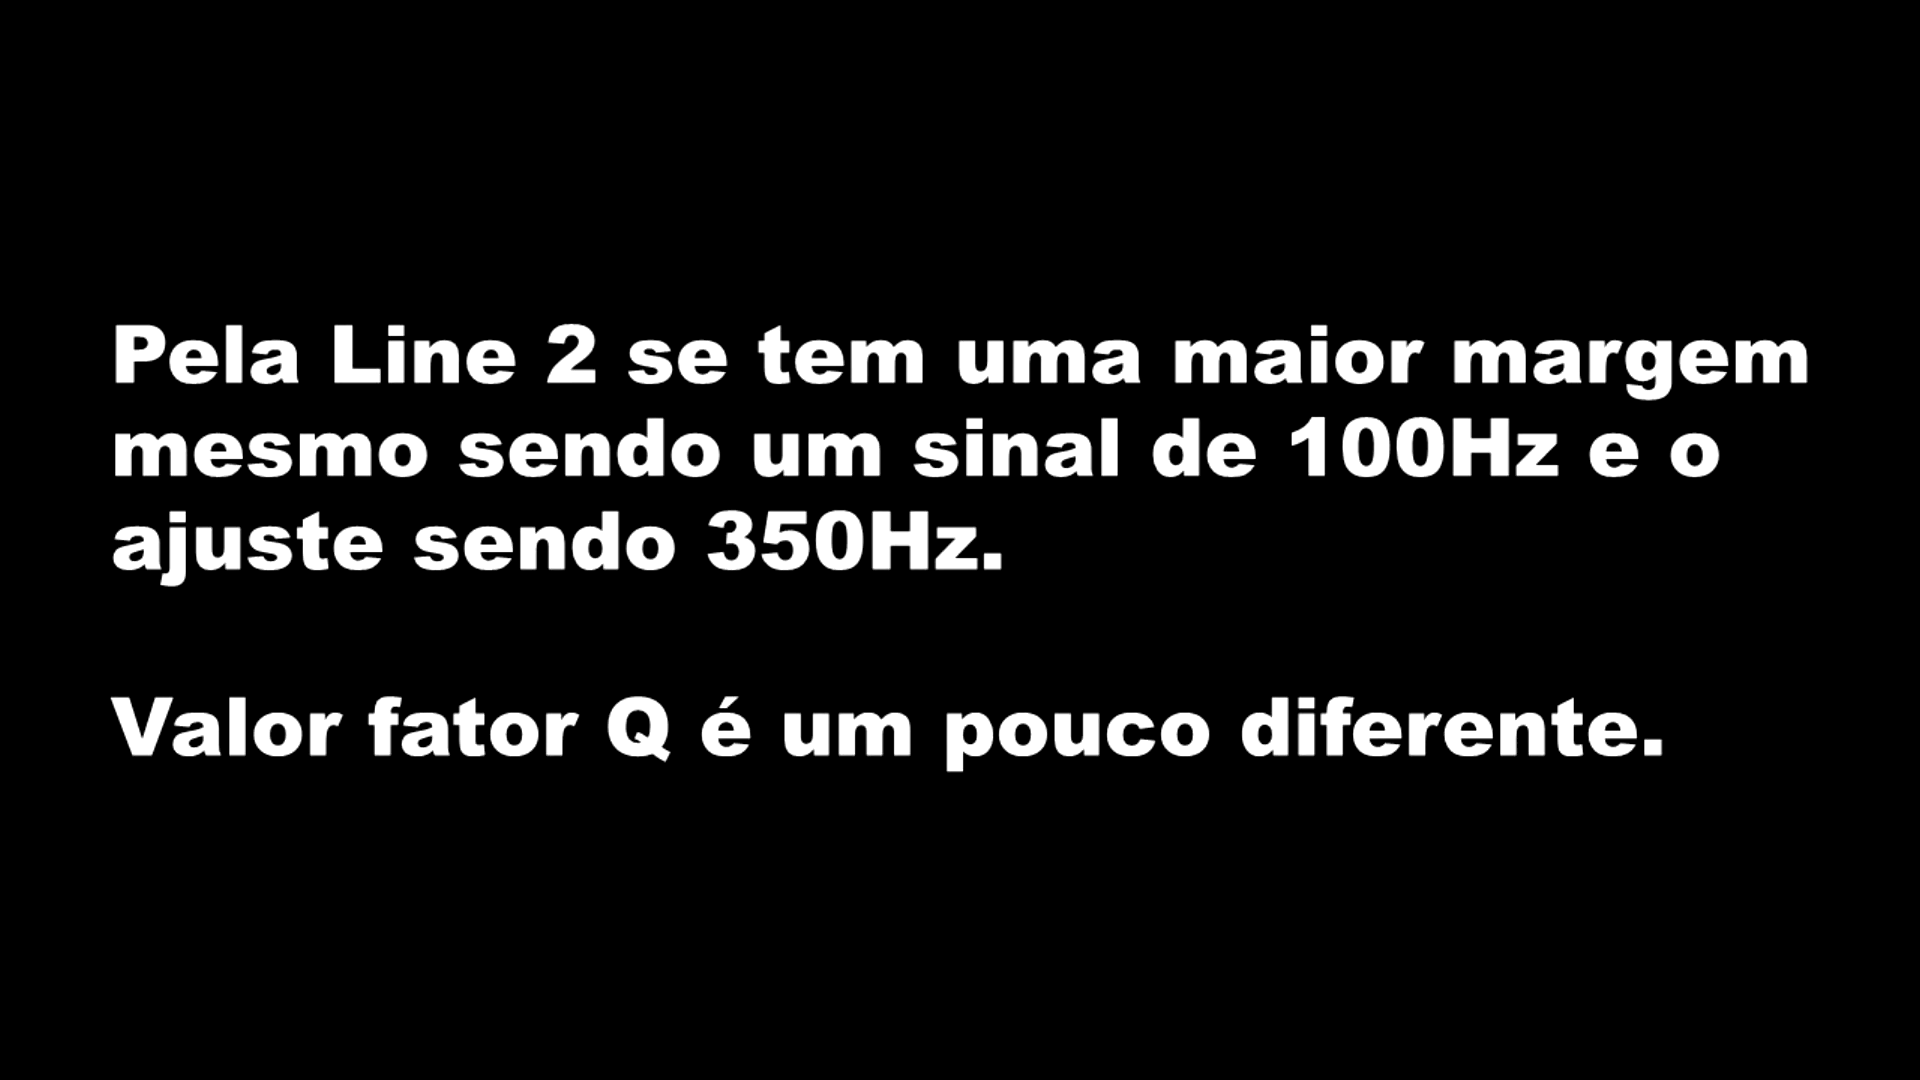 Pela Line 2 se tem uma maior margem
mesmo sendo um sinal de 100Hz e o
ajuste sendo 350Hz.
Valor fator Q é um pouco diferente.